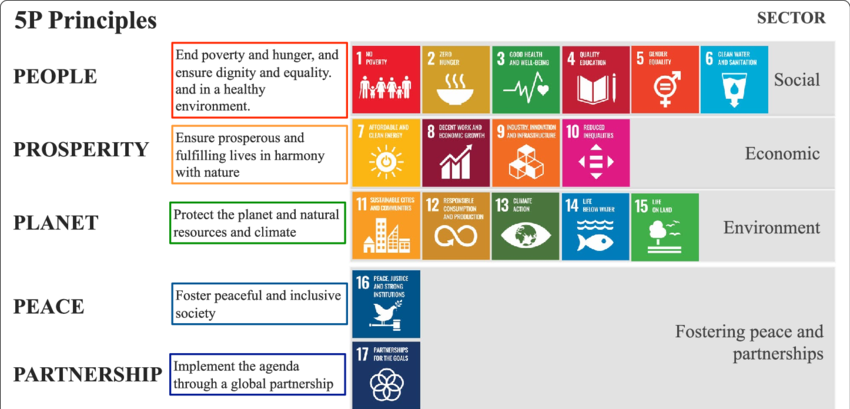 5P Principles
SECTOR
PEOPLE
End poverty and hunger, and
ensure dignity and equality.
and in a healthy
environment.
1 NO
POVERTY
2 ZERO
HUNGER
3 GOOD HEALTH
AND WELL-BEING
4 QUALITY
EDUCATION
5 GENDER
EQUALITY
6 CLEAN WATER
AND SANITATION
Social
PROSPERITY
Ensure prosperous and
fulfilling lives in harmony
with nature
7 AFFORDABLE AND
CLEAN ENERGY
8 DECENT WORK AND
ECONOMIC GROWTH
9 INDUSTRY, INNOVATION
AND INFRASTRUCTURE
10 REDUCED
INEQUALITIES
Economic
PLANET
Protect the planet and natural
resources and climate
11 SUSTAINABLE CITIES
AND COMMUNITIES
12 RESPONSIBLE
CONSUMPTION
AND PRODUCTION
13 CLIMATE
ACTION
14 LIFE
BELOW WATER
15 LIFE
ON LAND
Environment
PEACE
Foster peaceful and inclusive
society
16 PEACE, JUSTICE
AND STRONG
INSTITUTIONS
Fostering peace and
partnerships
PARTNERSHIP
Implement the agenda
through a global partnership
17 PARTNERSHIPS
FOR THE GOALS